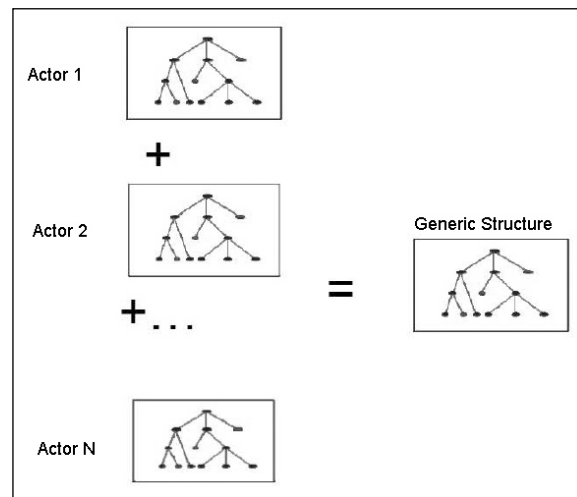 Actor 1
+
Actor 2
Generic Structure
=
+...
Actor N